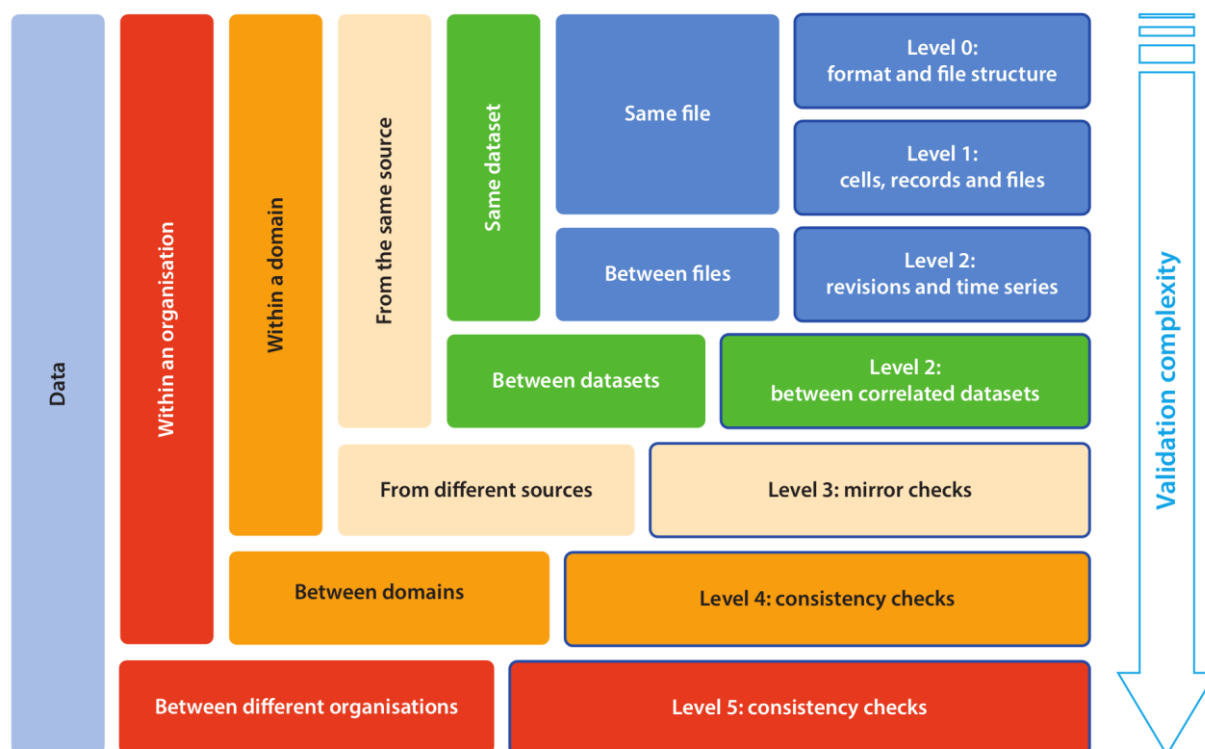 Data
Within an organisation
Within a domain
From the same source
Same dataset
Same file
Level 0:
format and file structure
Level 1:
cells, records and files
Between files
Level 2:
revisions and time series
Between datasets
Level 2:
between correlated datasets
From different sources
Level 3: mirror checks
Between domains
Level 4: consistency checks
Between different organisations
Level 5: consistency checks
Validation complexity